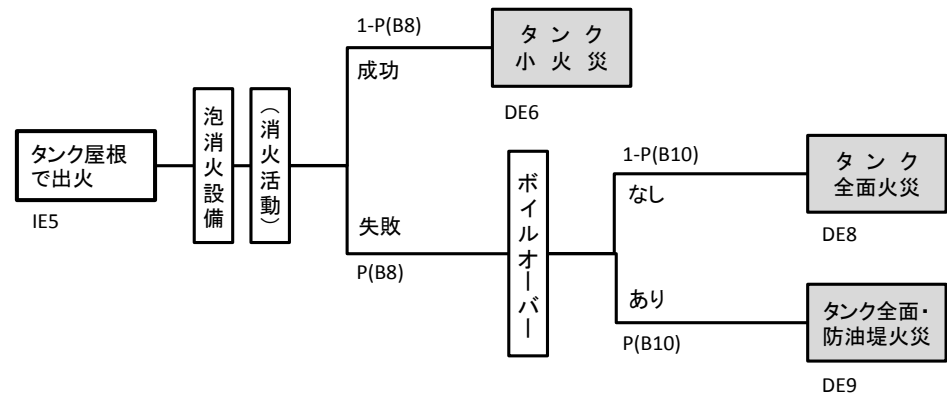 タンク屋根
で出火
IE5
泡消火設備
(消火活動)
1-P(B8)
成功
タンク
小火災
DE6
失敗
P(B8)
ボイルオーバー
1-P(B10)
なし
タンク
全面火災
DE8
あり
P(B10)
タンク全面・
防油堤火災
DE9